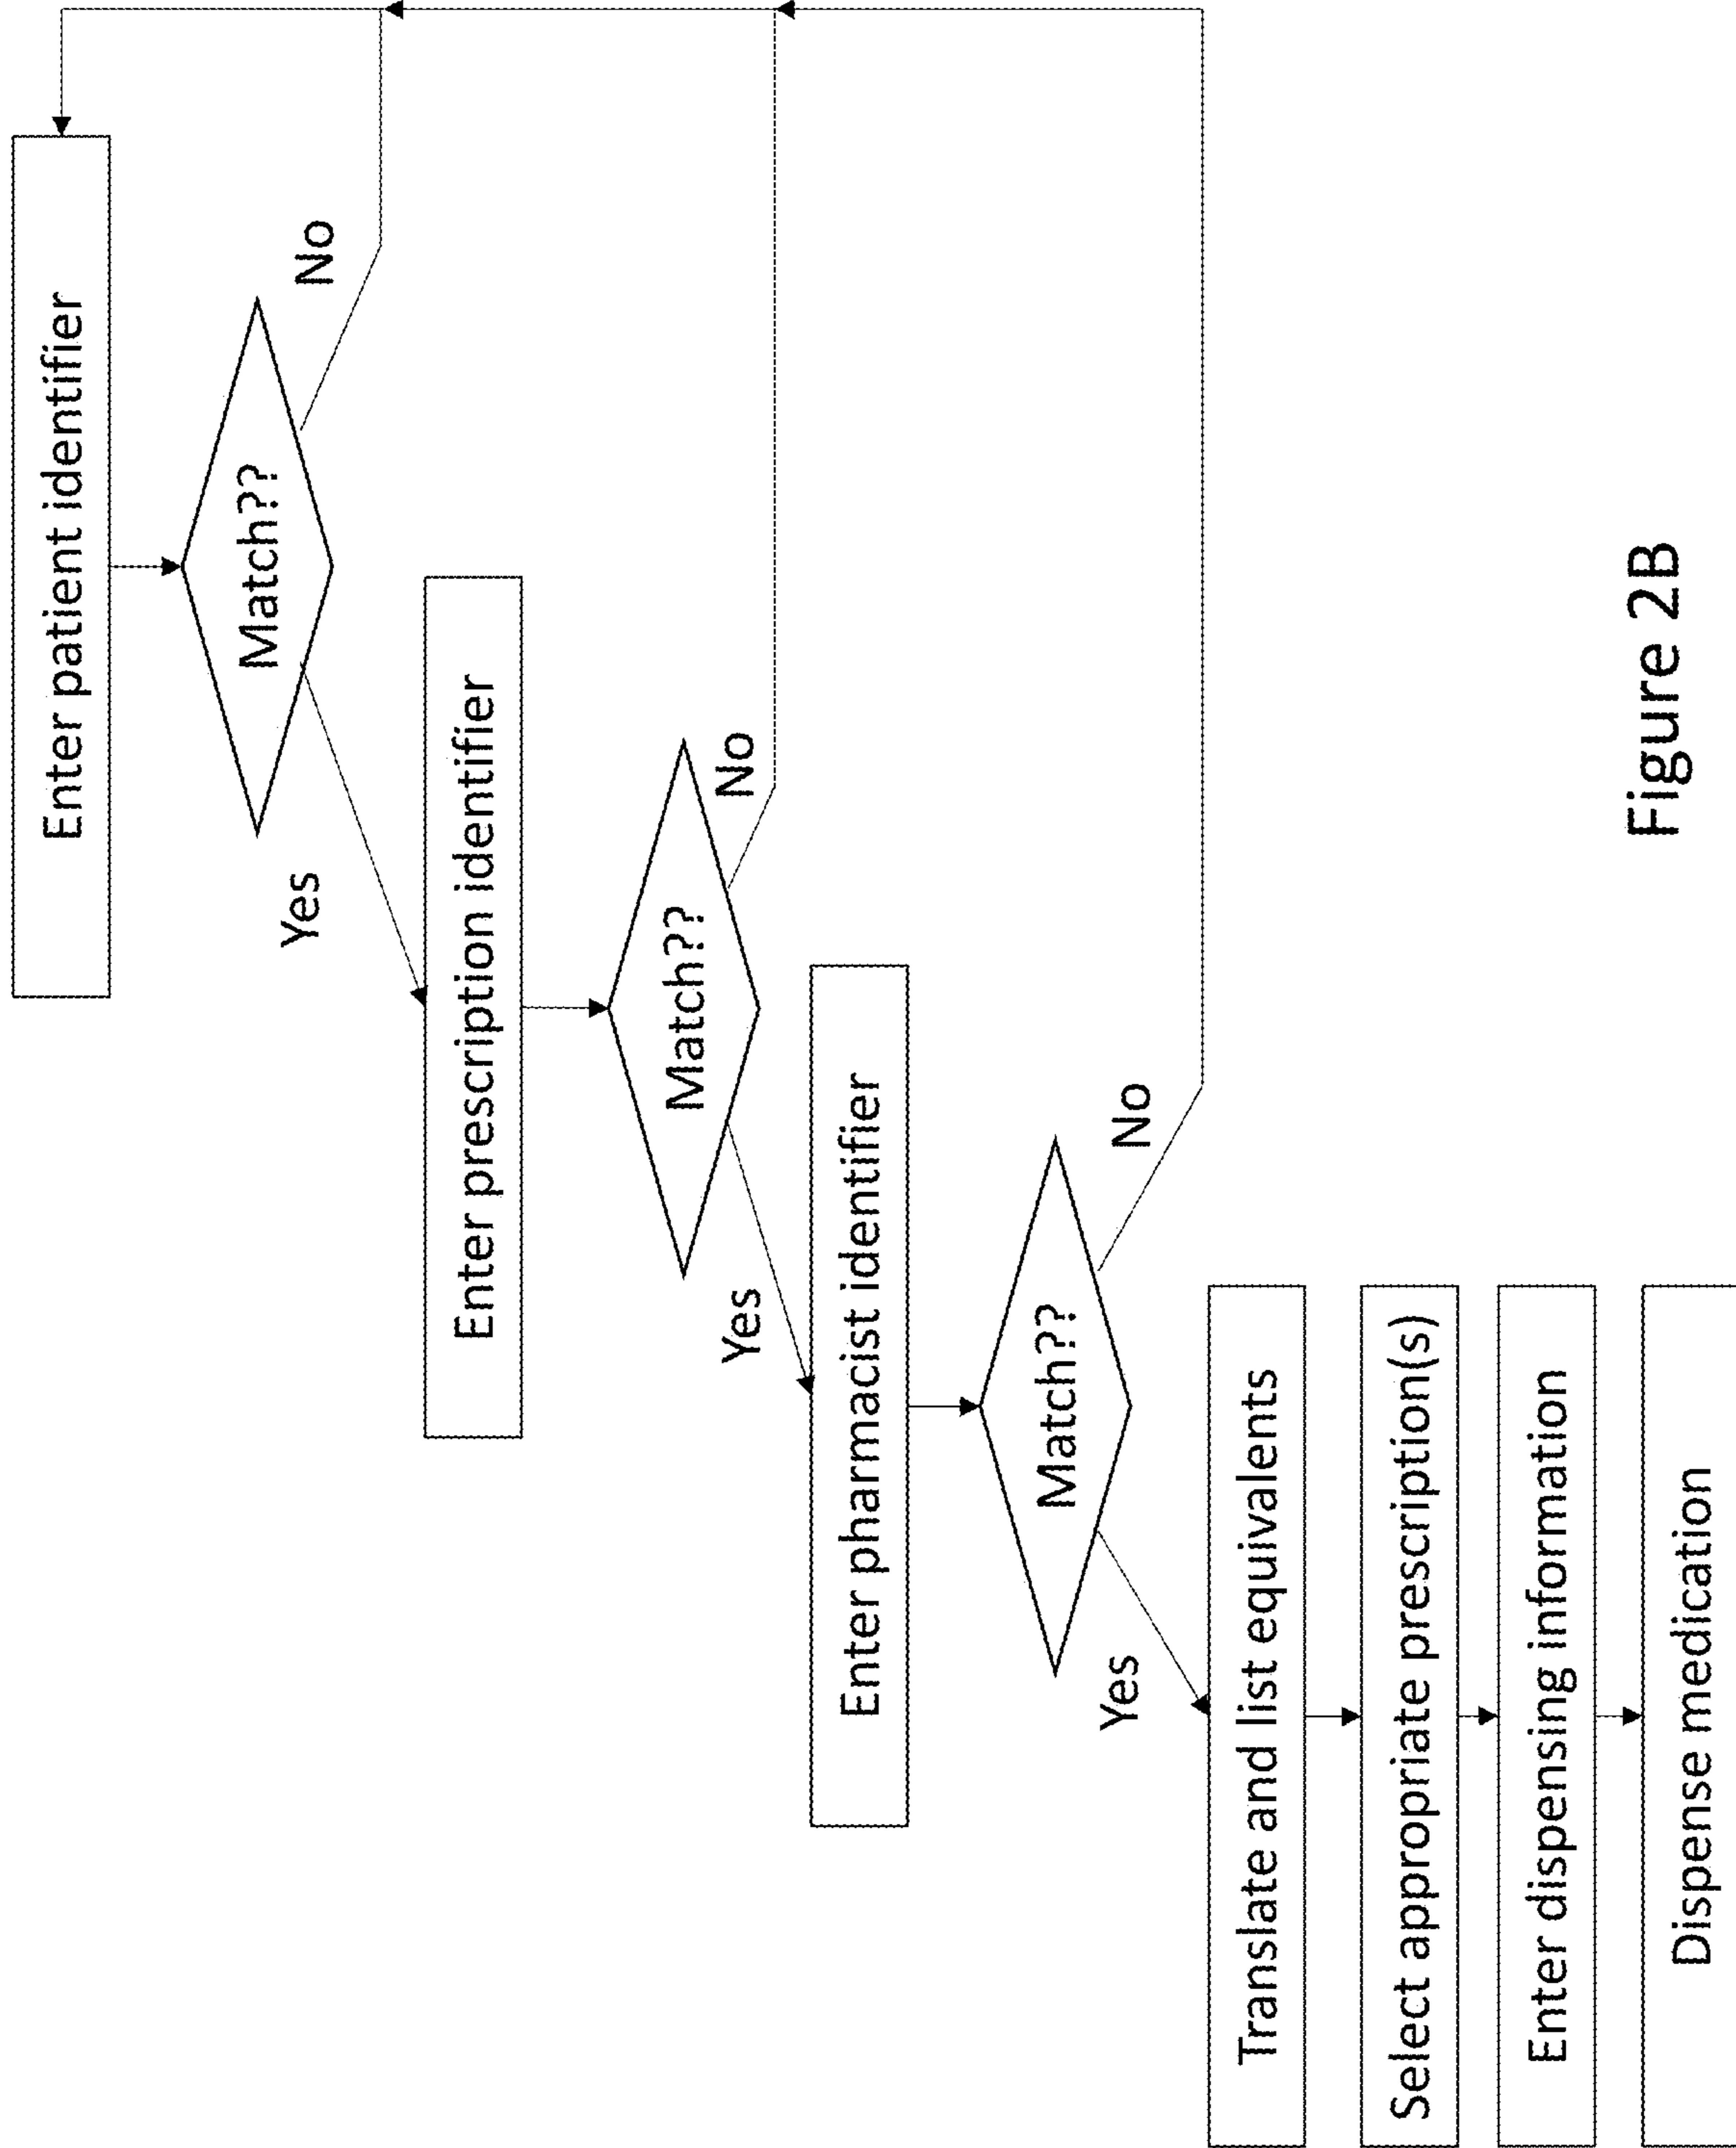 Enter patient identifier
Match??
Yes
No
Enter prescription identifier
Match??
Yes
No
Enter pharmacist identifier
Match??
Yes
No
Translate and list equivalents
Select appropriate prescription(s)
Enter dispensing information
Dispense medication
Figure 2B